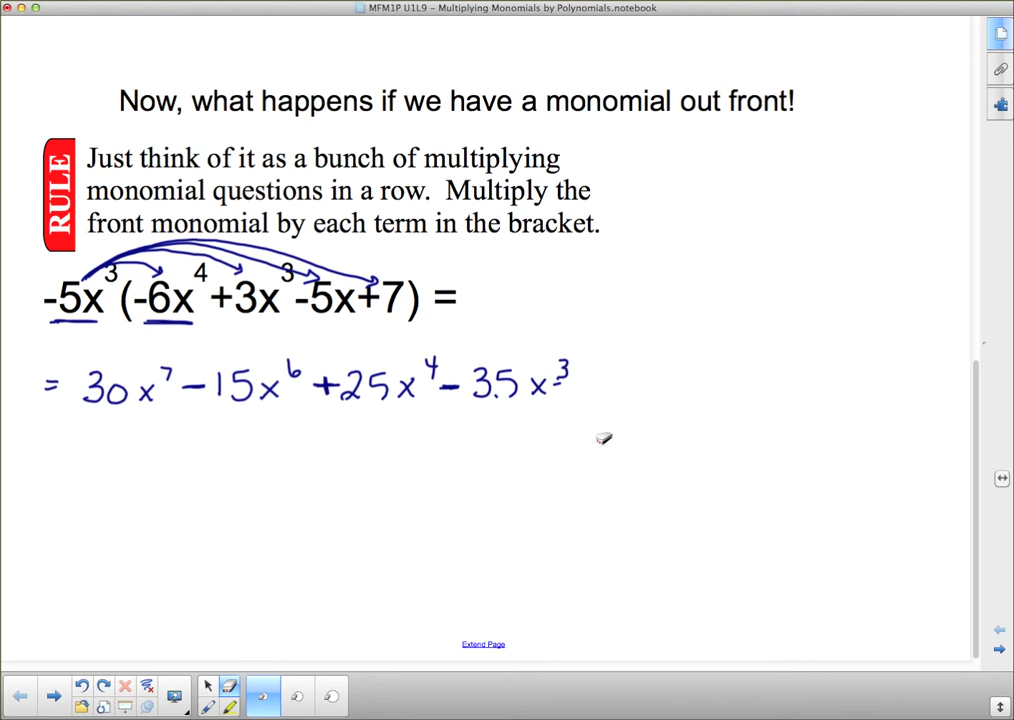 MFM1P U1L9 – Multiplying Monomials by Polynomials.notebook
Now, what happens if we have a monomial out front!
RULE
Just think of it as a bunch of multiplying
monomial questions in a row. Multiply the
front monomial by each term in the bracket.
-5x³(-6x⁴+3x³-5x+7) =
= 30x⁷ - 15x⁶ + 25x⁴ - 35x³
Extend Page